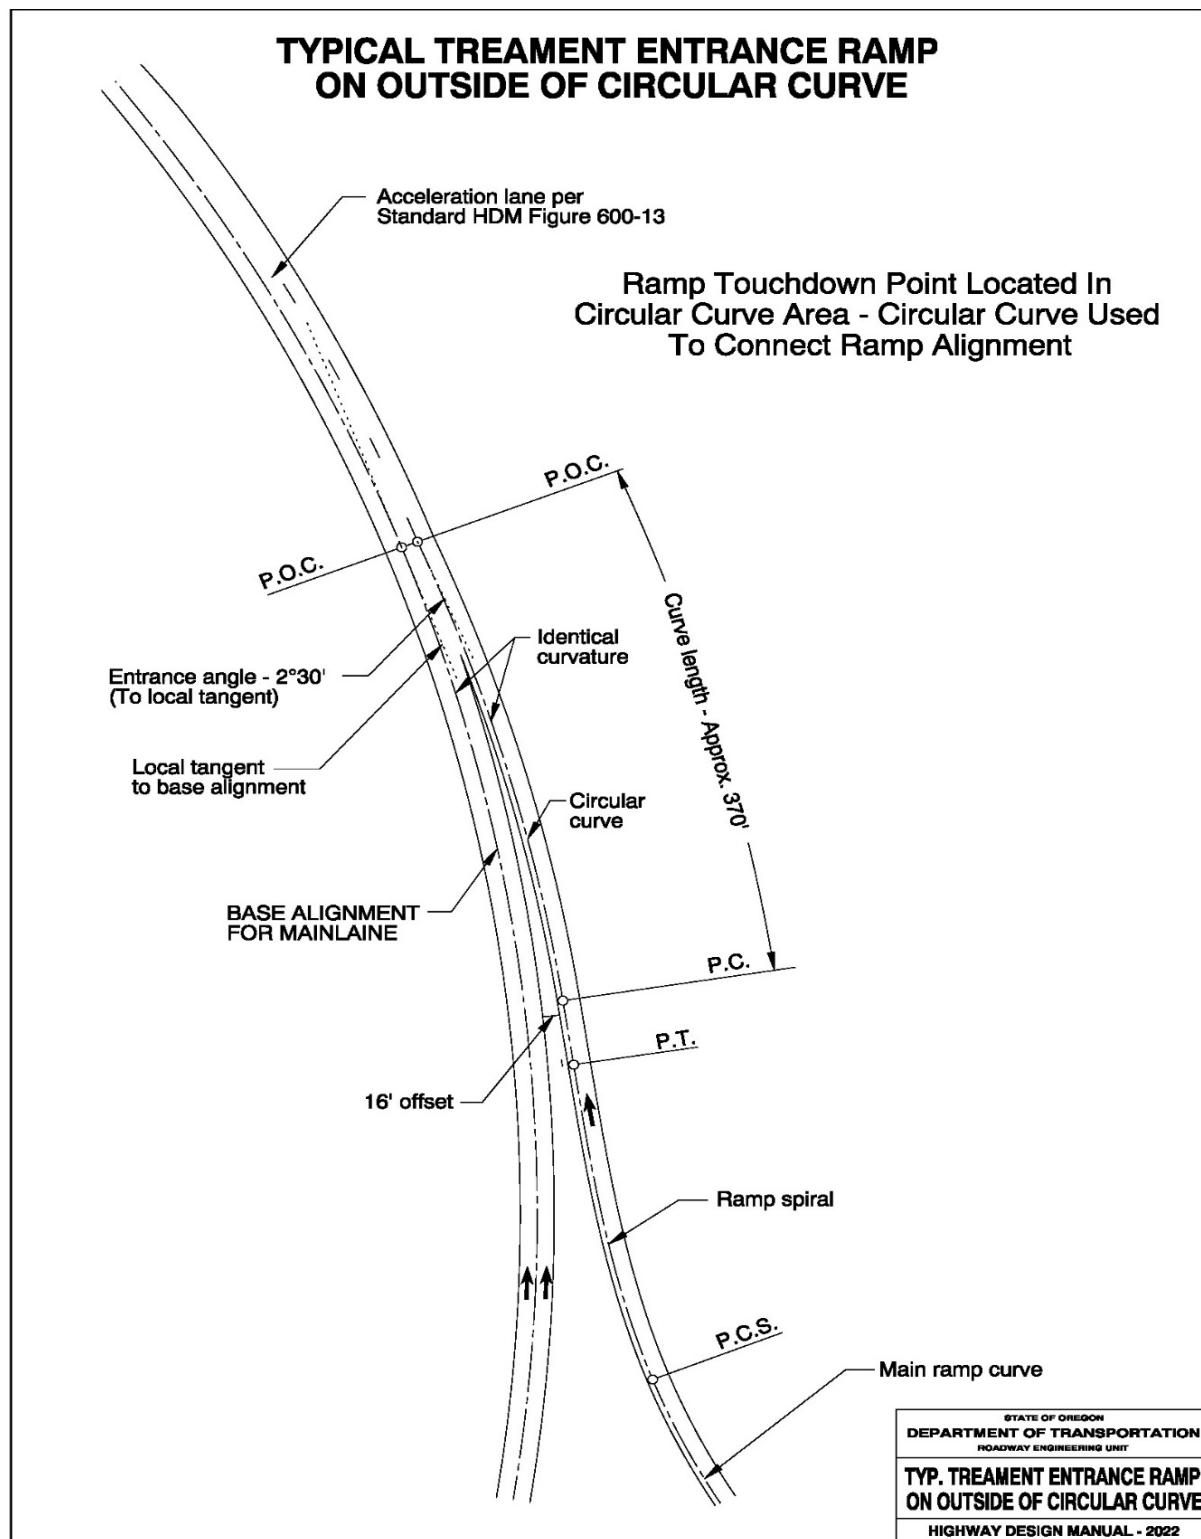 TYPICAL TREAMENT ENTRANCE RAMP
ON OUTSIDE OF CIRCULAR CURVE
Acceleration lane per
Standard HDM Figure 600-13
Ramp Touchdown Point Located In
Circular Curve Area - Circular Curve Used
To Connect Ramp Alignment
P.O.C.
P.O.C.
Identical
curvature
Entrance angle - 2°30'
(To local tangent)
Curve length - Approx. 370'
Local tangent
to base alignment
Circular
curve
BASE ALIGNMENT
FOR MAINLAINE
P.C.
P.T.
16' offset
Ramp spiral
P.C.S.
Main ramp curve
STATE OF OREGON
DEPARTMENT OF TRANSPORTATION
ROADWAY ENGINEERING UNIT
TYP. TREAMENT ENTRANCE RAMP
ON OUTSIDE OF CIRCULAR CURVE
HIGHWAY DESIGN MANUAL - 2022